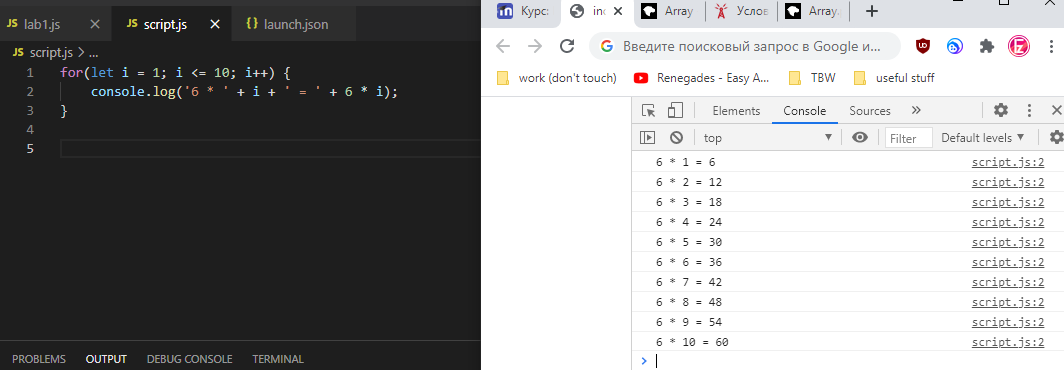 JS lab1.js
JS script.js
{} launch.json
JS script.js > ...
1 for(let i = 1; i <= 10; i++) {
2 console.log('6 * ' + i + ' = ' + 6 * i);
3 }
4
5
PROBLEMS OUTPUT DEBUG CONSOLE TERMINAL
in Курс: inc Array Услов Array.
G Введите поисковый запрос в Google и...
work (don't touch) Renegades - Easy A... TBW useful stuff
Elements Console Sources
top Filter Default levels
6 * 1 = 6 script.js:2
6 * 2 = 12 script.js:2
6 * 3 = 18 script.js:2
6 * 4 = 24 script.js:2
6 * 5 = 30 script.js:2
6 * 6 = 36 script.js:2
6 * 7 = 42 script.js:2
6 * 8 = 48 script.js:2
6 * 9 = 54 script.js:2
6 * 10 = 60 script.js:2
>